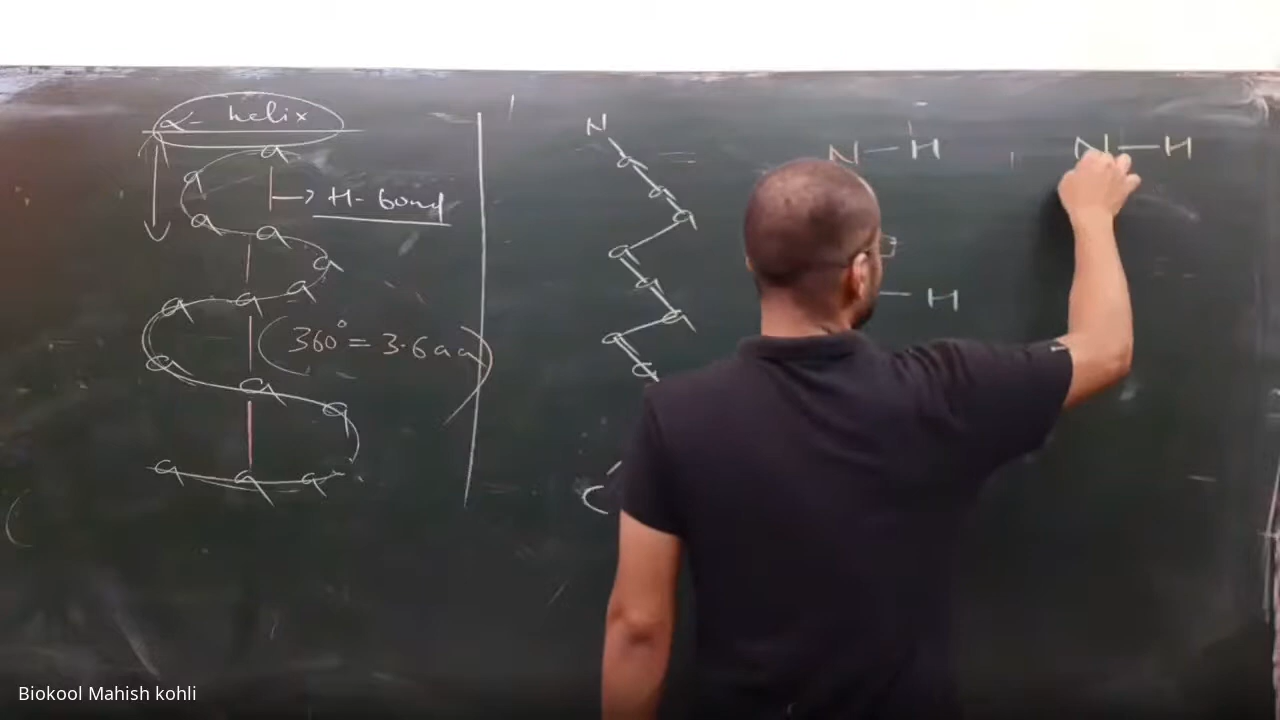 α- helix
a
a
→ H-bond
a a
a
a a a
(360° = 3.6 aa)
a
a
a
a a a
N
a
a
a
a
a
a
a
a
C
N — H
N — H
— H
Biokool Mahish kohli